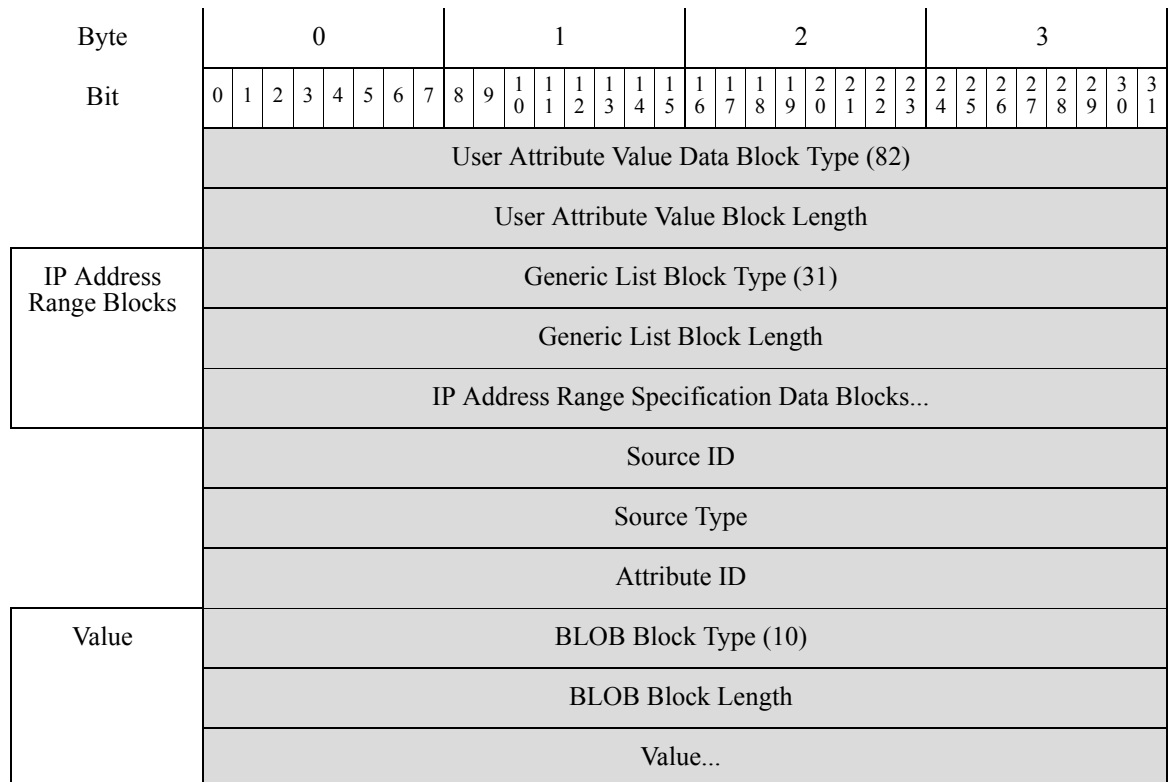 Byte 0 1 2 3
Bit 0 1 2 3 4 5 6 7 8 9 10 11 12 13 14 15 16 17 18 19 20 21 22 23 24 25 26 27 28 29 30 31
User Attribute Value Data Block Type (82)
User Attribute Value Block Length
IP Address
Range Blocks
Generic List Block Type (31)
Generic List Block Length
IP Address Range Specification Data Blocks...
Source ID
Source Type
Attribute ID
Value
BLOB Block Type (10)
BLOB Block Length
Value...